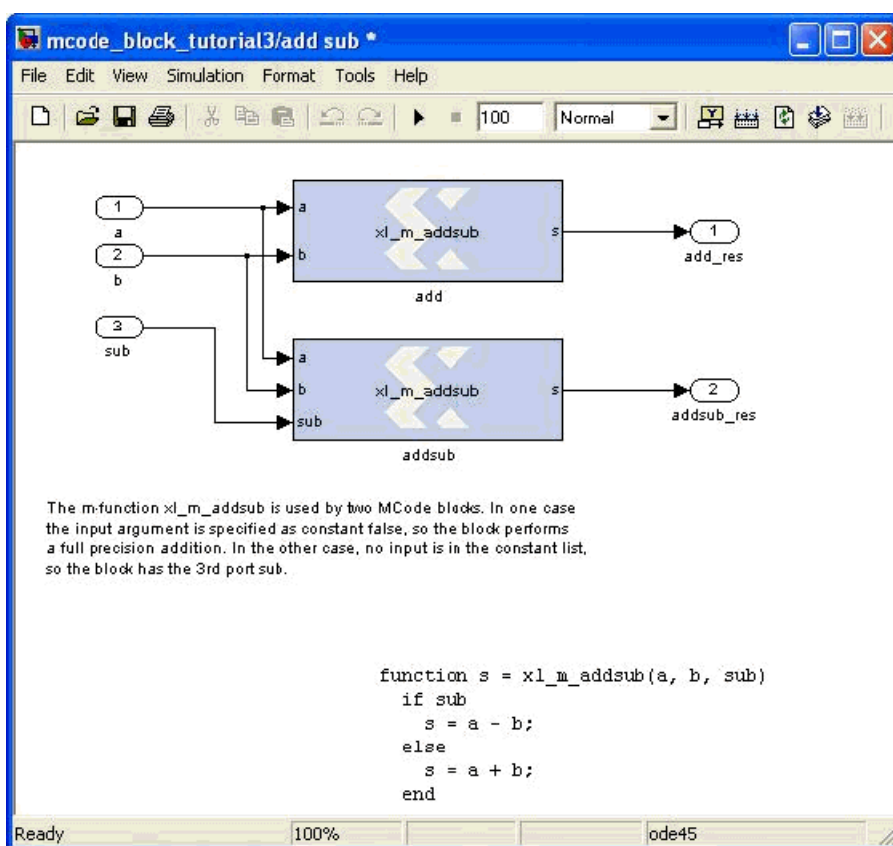 mcode_block_tutorial3/add sub *
File Edit View Simulation Format Tools Help
100 Normal
1
a
2
b
3
sub
a
b
xl_m_addsub
s
add
1
add_res
a
b
sub
xl_m_addsub
s
addsub
2
addsub_res
The m-function xl_m_addsub is used by two MCode blocks. In one case
the input argument is specified as constant false, so the block performs
a full precision addition. In the other case, no input is in the constant list,
so the block has the 3rd port sub.
function s = xl_m_addsub(a, b, sub)
if sub
s = a - b;
else
s = a + b;
end
Ready 100% ode45